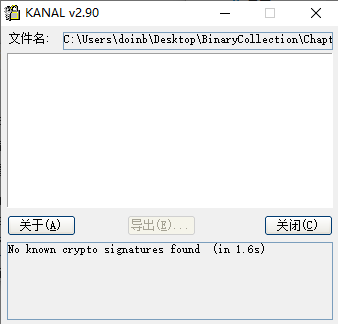 KANAL v2.90
文件名: C:\Users\doinb\Desktop\BinaryCollection\Chapt
关于(A) 导出(E)... 关闭(C)
No known crypto signatures found (in 1.6s)